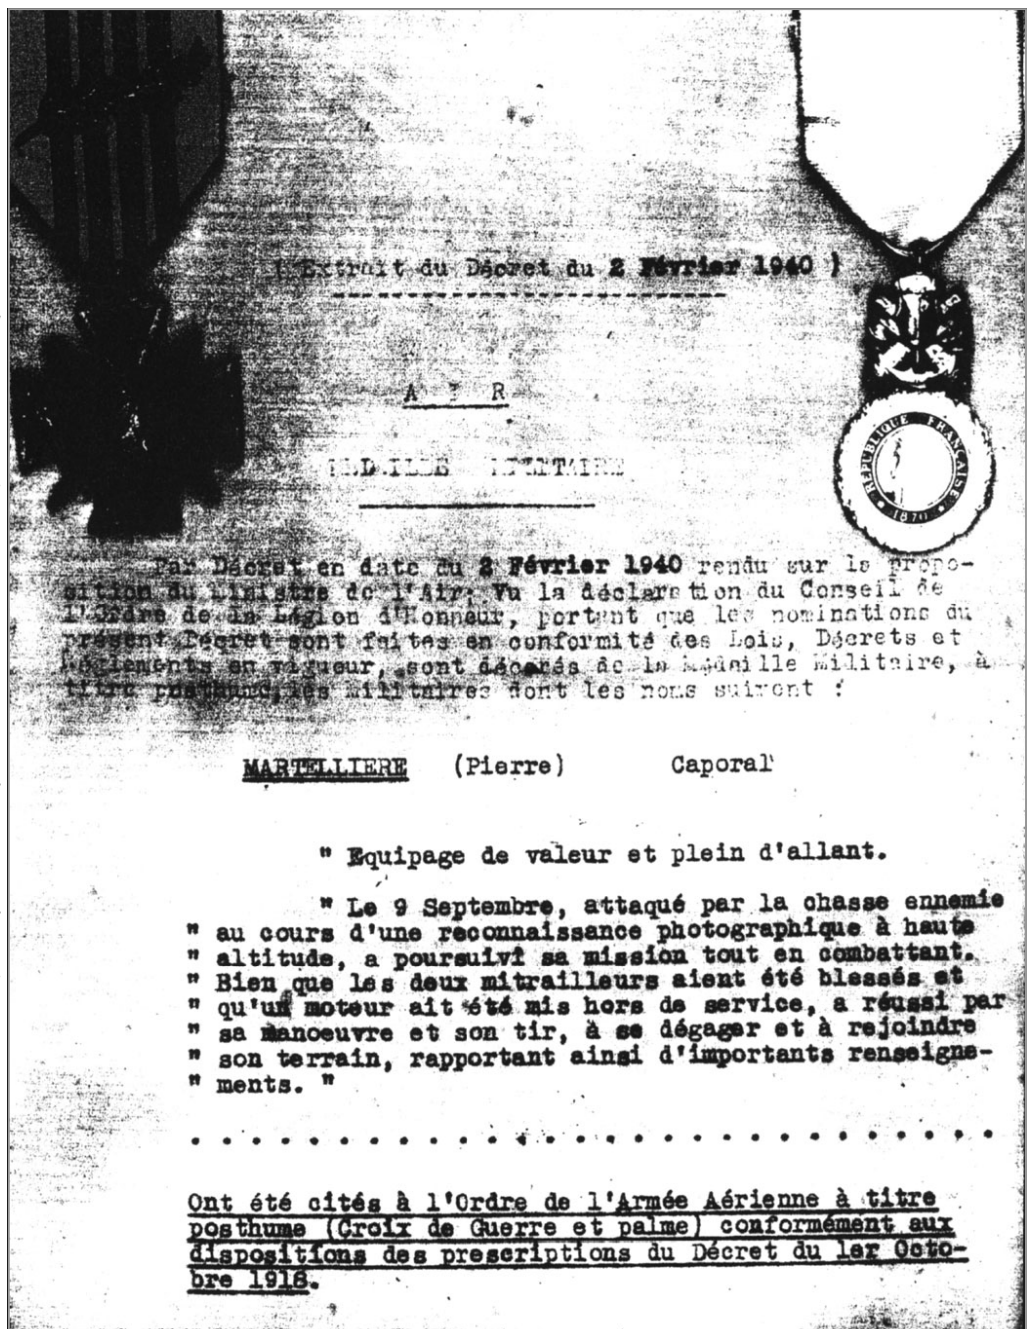 ( Extrait du Décret du 2 Février 1940 )
A I R
MEDAILLE MILITAIRE
RÉPUBLIQUE FRANÇAISE
* 1870 *
Par Décret en date du 2 Février 1940 rendu sur la propo-
sition du Ministre de l'Air; Vu la déclaration du Conseil de
l'Ordre de la Légion d'Honneur, portant que les nominations du
présent Décret sont faites en conformité des Lois, Décrets et
Règlements en vigueur, sont décorés de la Médaille Militaire, à
titre posthume, les Militaires dont les noms suivent :
MARTELLIERE (Pierre) Caporal
" Equipage de valeur et plein d'allant.
" Le 9 Septembre, attaqué par la chasse ennemie
" au cours d'une reconnaissance photographique à haute
" altitude, a poursuivi sa mission tout en combattant.
" Bien que les deux mitrailleurs aient été blessés et
" qu'un moteur ait été mis hors de service, a réussi par
" sa manoeuvre et son tir, à se dégager et à rejoindre
" son terrain, rapportant ainsi d'importants renseigne-
" ments. "
Ont été cités à l'Ordre de l'Armée Aérienne à titre
posthume (Croix de Guerre et palme) conformément aux
dispositions des prescriptions du Décret du 1er Octo-
bre 1918.